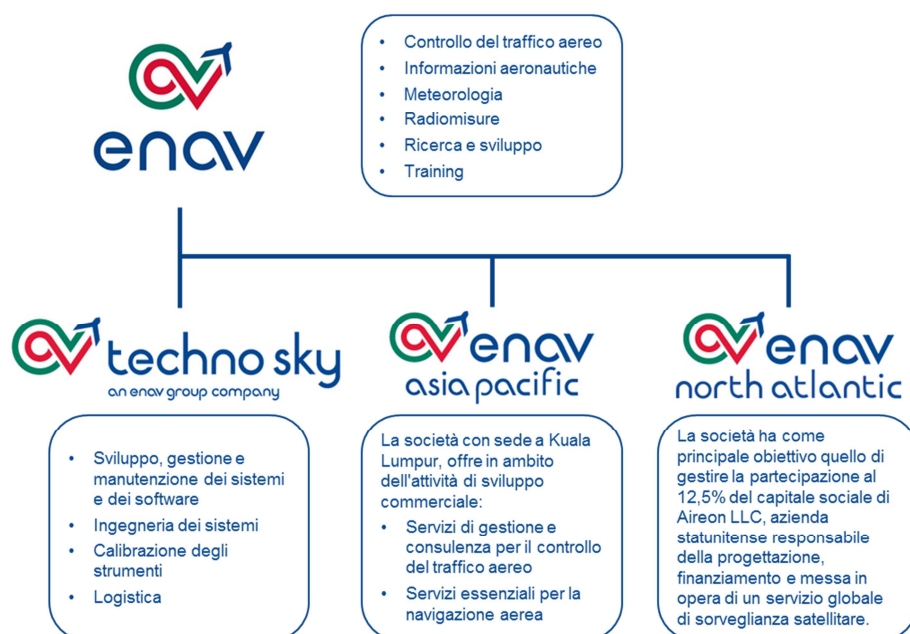 enav
• Controllo del traffico aereo
• Informazioni aeronautiche
• Meteorologia
• Radiomisure
• Ricerca e sviluppo
• Training
techno sky
an enav group company
• Sviluppo, gestione e
manutenzione dei sistemi
e dei software
• Ingegneria dei sistemi
• Calibrazione degli
strumenti
• Logistica
enav
asia pacific
La società con sede a Kuala
Lumpur, offre in ambito
dell'attività di sviluppo
commerciale:
• Servizi di gestione e
consulenza per il controllo
del traffico aereo
• Servizi essenziali per la
navigazione aerea
enav
north atlantic
La società ha come
principale obiettivo quello di
gestire la partecipazione al
12,5% del capitale sociale di
Aireon LLC, azienda
statunitense responsabile
della progettazione,
finanziamento e messa in
opera di un servizio globale
di sorveglianza satellitare.